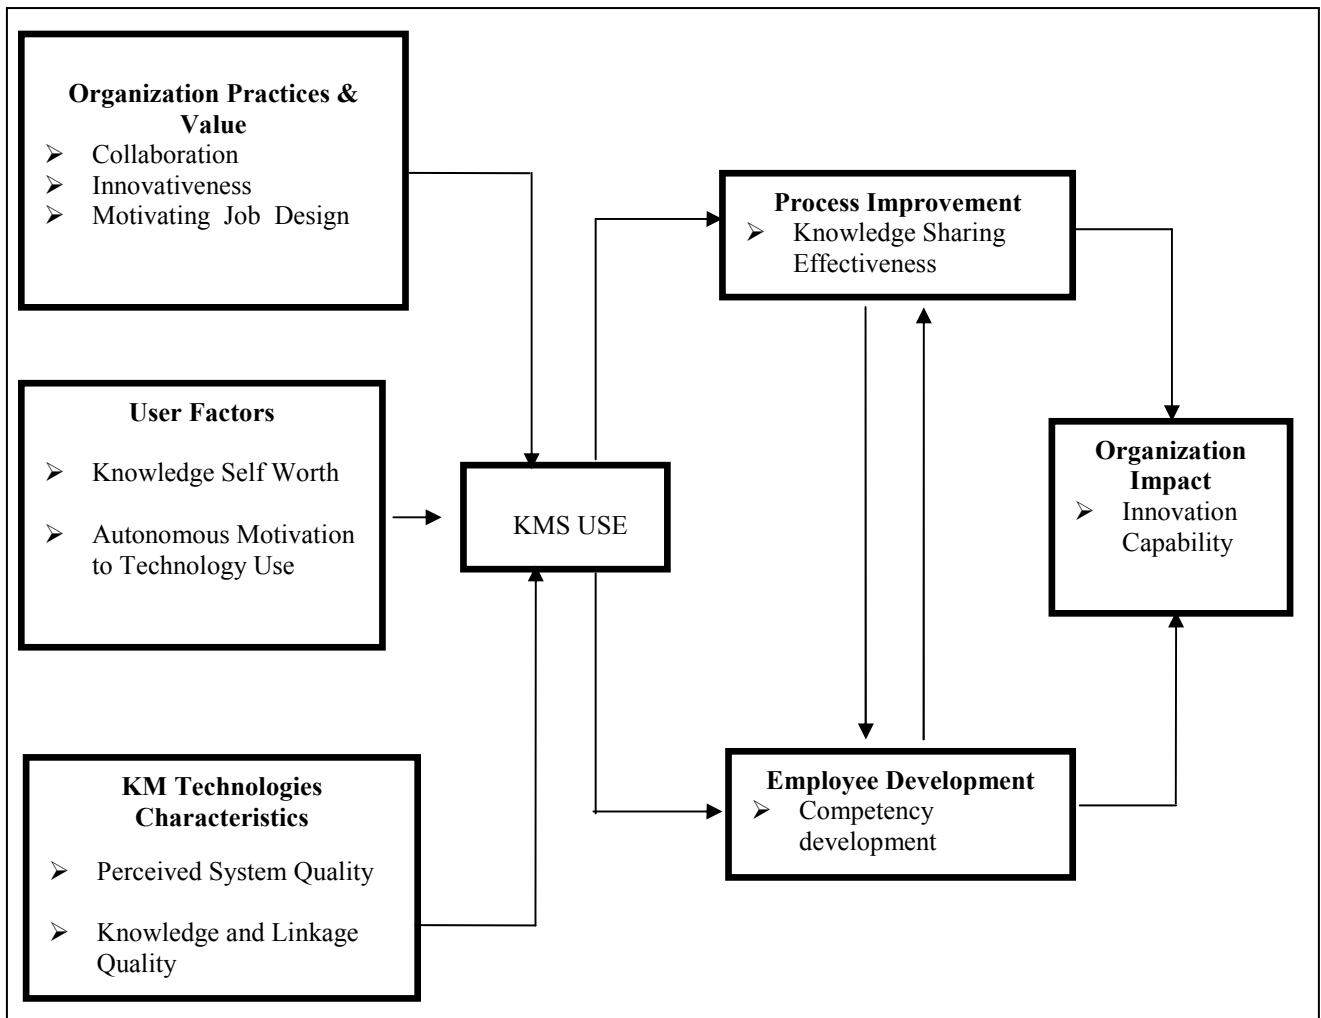 Organization Practices &
Value
➢ Collaboration
➢ Innovativeness
➢ Motivating Job Design
User Factors
➢ Knowledge Self Worth
➢ Autonomous Motivation
to Technology Use
KM Technologies
Characteristics
➢ Perceived System Quality
➢ Knowledge and Linkage
Quality
KMS USE
Process Improvement
➢ Knowledge Sharing
Effectiveness
Employee Development
➢ Competency
development
Organization
Impact
➢ Innovation
Capability